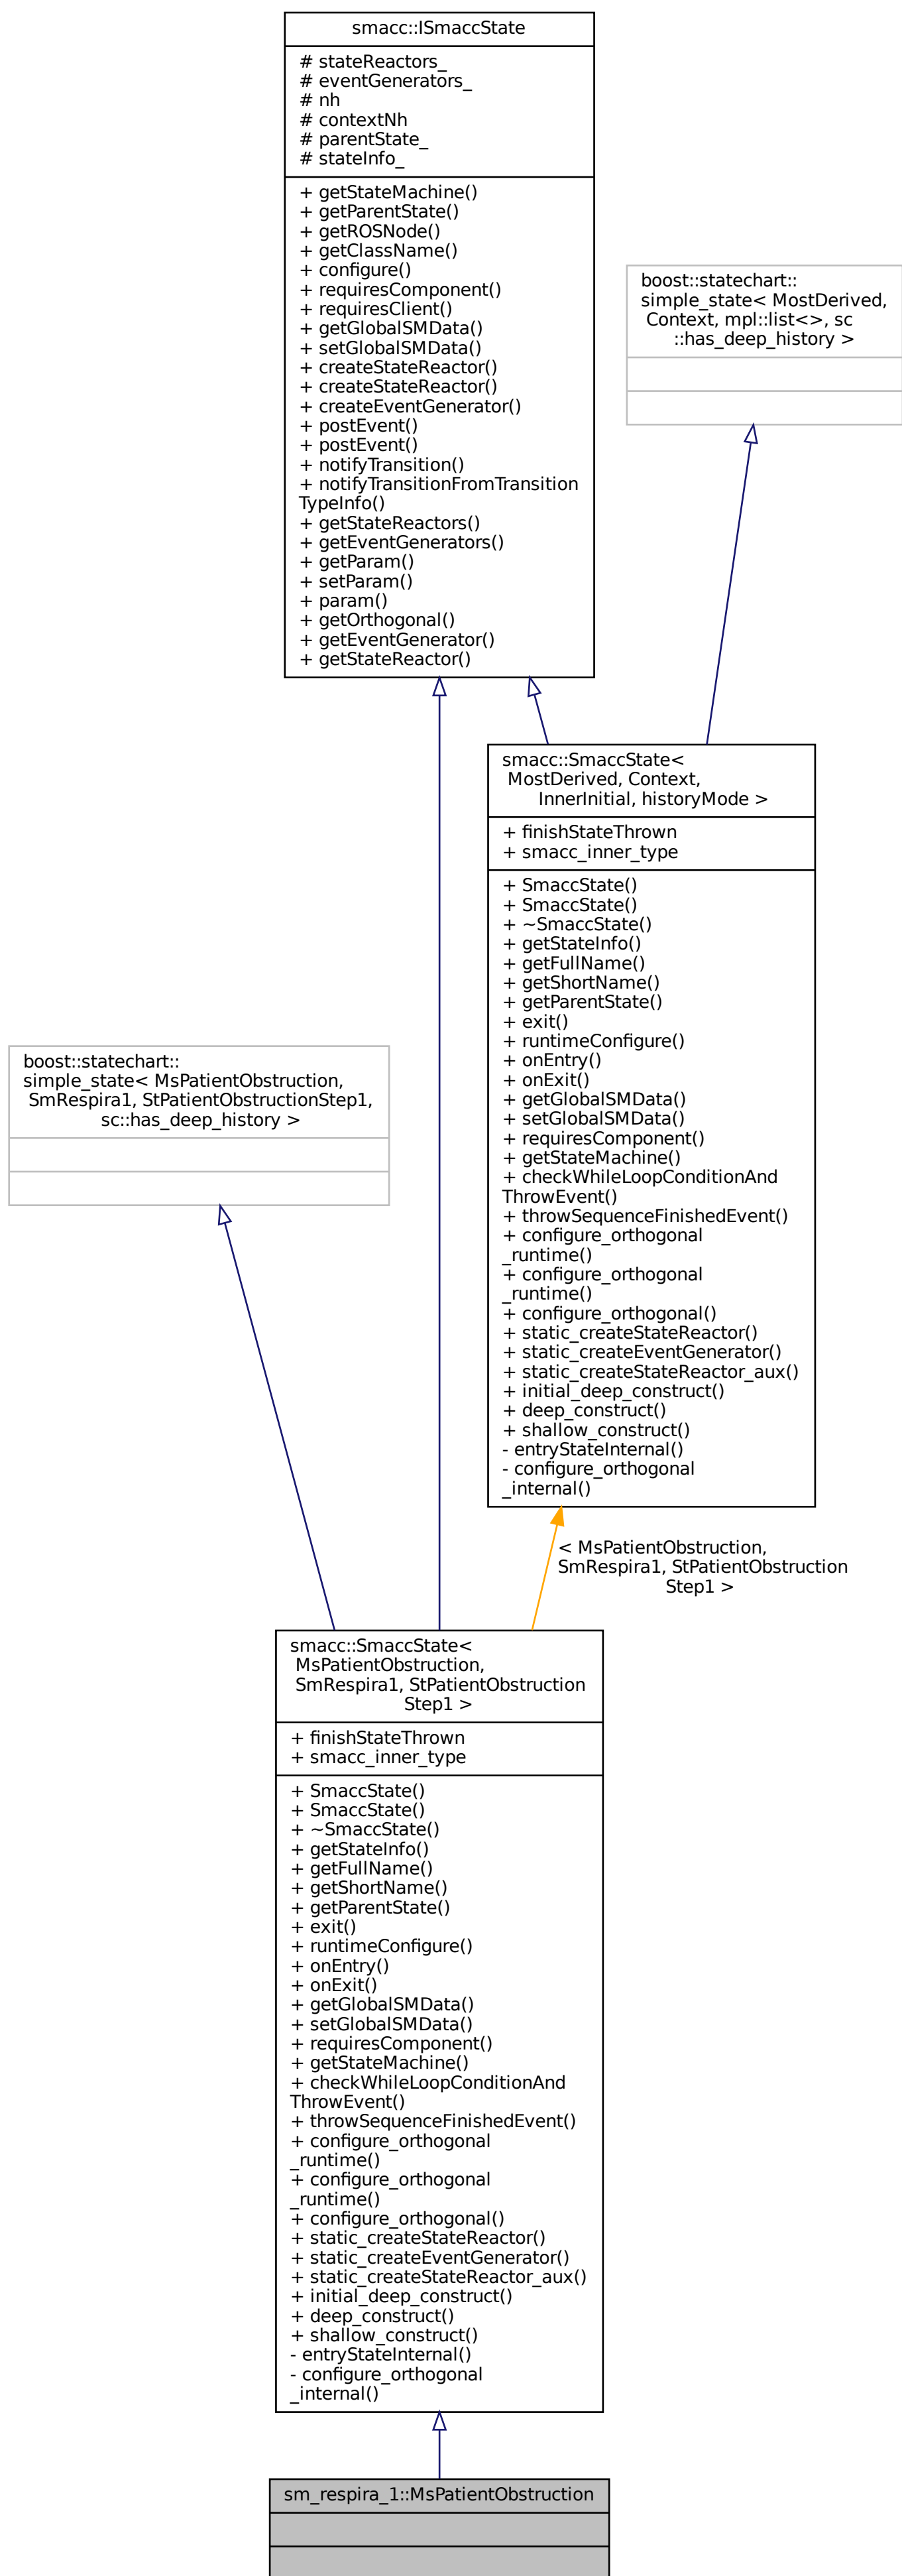 smacc::ISmaccState
# stateReactors_
# eventGenerators_
# nh
# contextNh
# parentState_
# stateInfo_
+ getStateMachine()
+ getParentState()
+ getROSNode()
+ getClassName()
+ configure()
+ requiresComponent()
+ requiresClient()
+ getGlobalSMData()
+ setGlobalSMData()
+ createStateReactor()
+ createStateReactor()
+ createEventGenerator()
+ postEvent()
+ postEvent()
+ notifyTransition()
+ notifyTransitionFromTransition
TypeInfo()
+ getStateReactors()
+ getEventGenerators()
+ getParam()
+ setParam()
+ param()
+ getOrthogonal()
+ getEventGenerator()
+ getStateReactor()
boost::statechart::
simple_state< MostDerived,
Context, mpl::list<>, sc
::has_deep_history >
smacc::SmaccState<
MostDerived, Context,
InnerInitial, historyMode >
+ finishStateThrown
+ smacc_inner_type
+ SmaccState()
+ SmaccState()
+ ~SmaccState()
+ getStateInfo()
+ getFullName()
+ getShortName()
+ getParentState()
+ exit()
+ runtimeConfigure()
+ onEntry()
+ onExit()
+ getGlobalSMData()
+ setGlobalSMData()
+ requiresComponent()
+ getStateMachine()
+ checkWhileLoopConditionAnd
ThrowEvent()
+ throwSequenceFinishedEvent()
+ configure_orthogonal
_runtime()
+ configure_orthogonal
_runtime()
+ configure_orthogonal()
+ static_createStateReactor()
+ static_createEventGenerator()
+ static_createStateReactor_aux()
+ initial_deep_construct()
+ deep_construct()
+ shallow_construct()
- entryStateInternal()
- configure_orthogonal
_internal()
boost::statechart::
simple_state< MsPatientObstruction,
SmRespira1, StPatientObstructionStep1,
sc::has_deep_history >
< MsPatientObstruction,
SmRespira1, StPatientObstruction
Step1 >
smacc::SmaccState<
MsPatientObstruction,
SmRespira1, StPatientObstruction
Step1 >
+ finishStateThrown
+ smacc_inner_type
+ SmaccState()
+ SmaccState()
+ ~SmaccState()
+ getStateInfo()
+ getFullName()
+ getShortName()
+ getParentState()
+ exit()
+ runtimeConfigure()
+ onEntry()
+ onExit()
+ getGlobalSMData()
+ setGlobalSMData()
+ requiresComponent()
+ getStateMachine()
+ checkWhileLoopConditionAnd
ThrowEvent()
+ throwSequenceFinishedEvent()
+ configure_orthogonal
_runtime()
+ configure_orthogonal
_runtime()
+ configure_orthogonal()
+ static_createStateReactor()
+ static_createEventGenerator()
+ static_createStateReactor_aux()
+ initial_deep_construct()
+ deep_construct()
+ shallow_construct()
- entryStateInternal()
- configure_orthogonal
_internal()
sm_respira_1::MsPatientObstruction